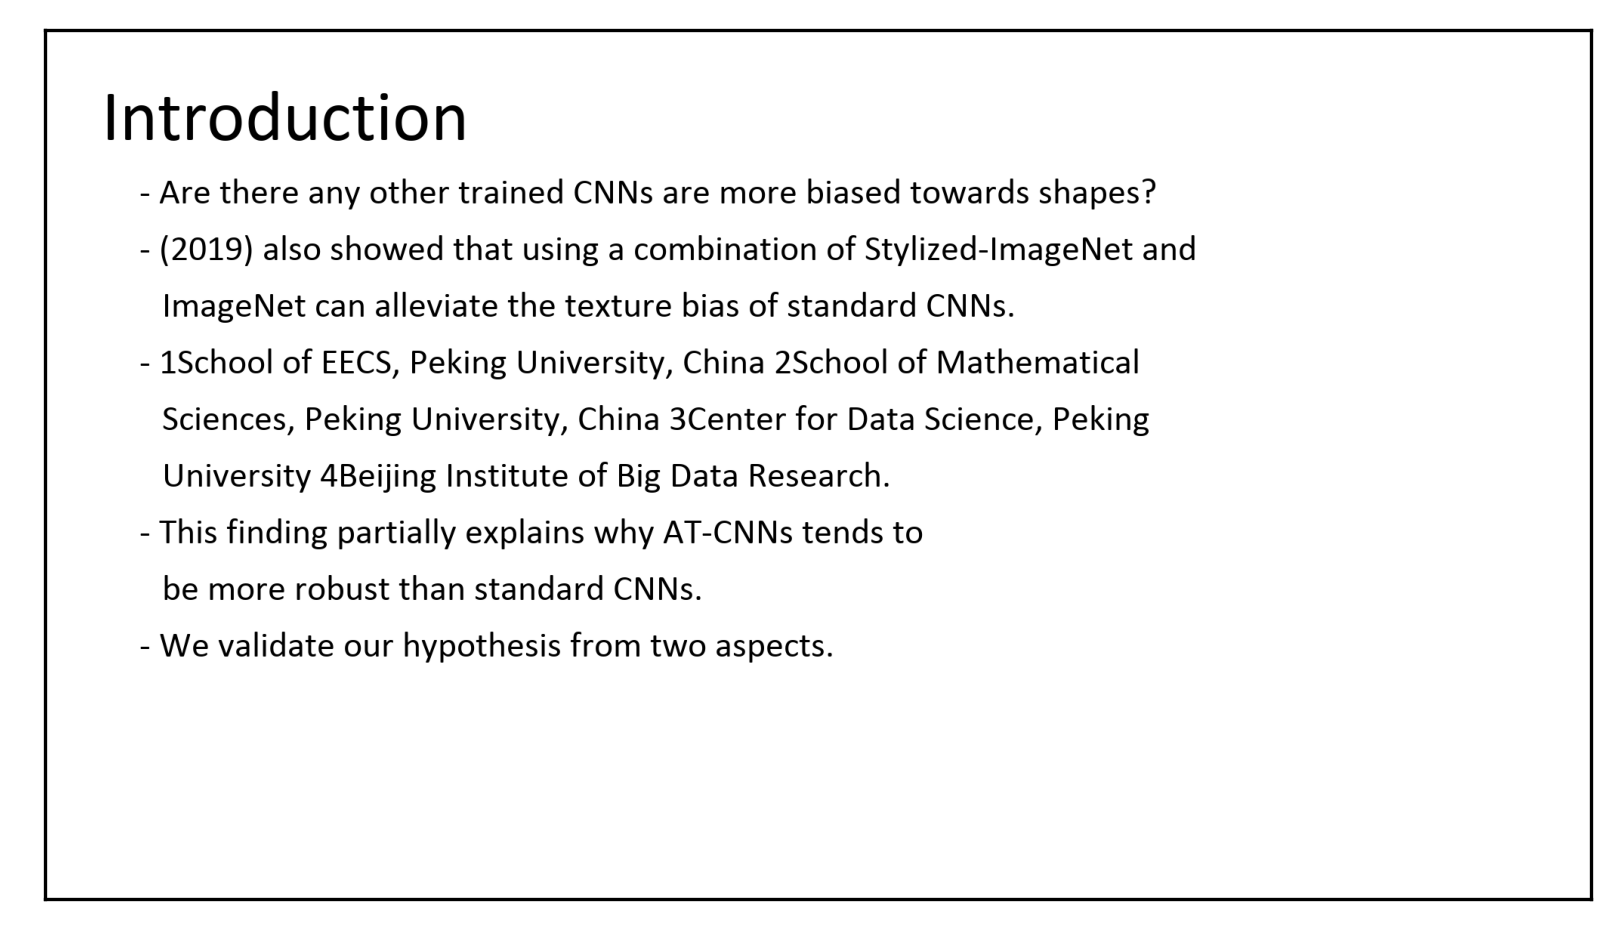 Introduction
- Are there any other trained CNNs are more biased towards shapes?
- (2019) also showed that using a combination of Stylized-ImageNet and
ImageNet can alleviate the texture bias of standard CNNs.
- 1School of EECS, Peking University, China 2School of Mathematical
Sciences, Peking University, China 3Center for Data Science, Peking
University 4Beijing Institute of Big Data Research.
- This finding partially explains why AT-CNNs tends to
be more robust than standard CNNs.
- We validate our hypothesis from two aspects.